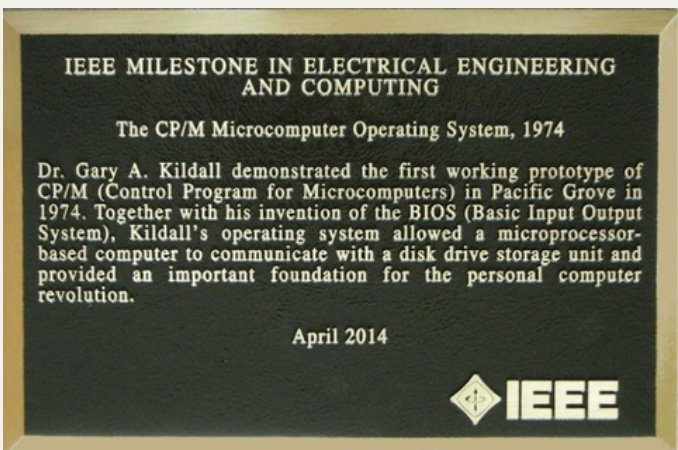 IEEE MILESTONE IN ELECTRICAL ENGINEERING
AND COMPUTING
The CP/M Microcomputer Operating System, 1974
Dr. Gary A. Kildall demonstrated the first working prototype of
CP/M (Control Program for Microcomputers) in Pacific Grove in
1974. Together with his invention of the BIOS (Basic Input Output
System), Kildall's operating system allowed a microprocessor-
based computer to communicate with a disk drive storage unit and
provided an important foundation for the personal computer
revolution.
April 2014
IEEE